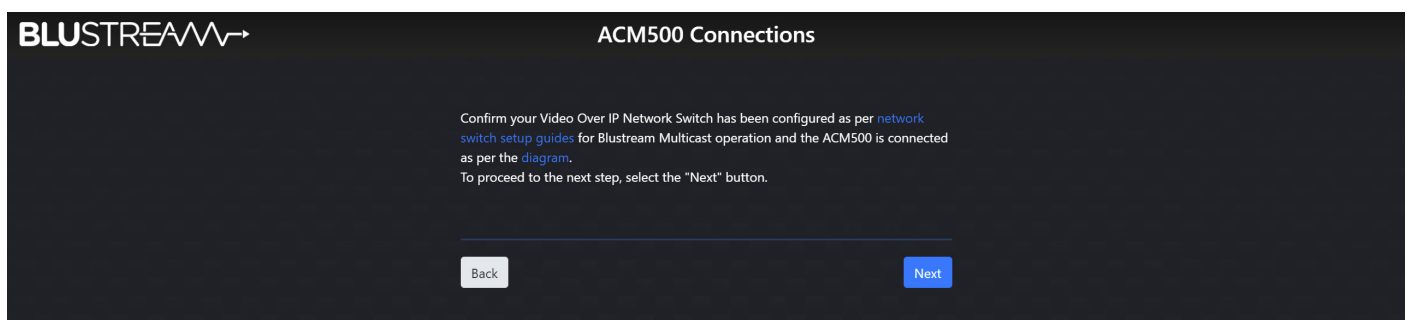 BLUSTREAM
ACM500 Connections
Confirm your Video Over IP Network Switch has been configured as per network
switch setup guides for Blustream Multicast operation and the ACM500 is connected
as per the diagram.
To proceed to the next step, select the "Next" button.
Back
Next